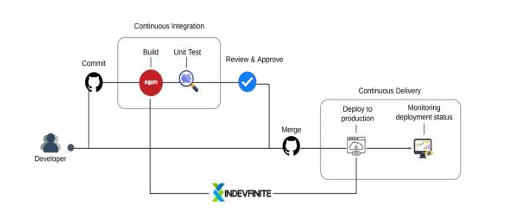 Continuous Integration
Build
Unit Test
Review & Approve
Commit
npm
Continuous Delivery
Deploy to
production
Monitoring
deployment status
Merge
Developer
INDEVFINITE